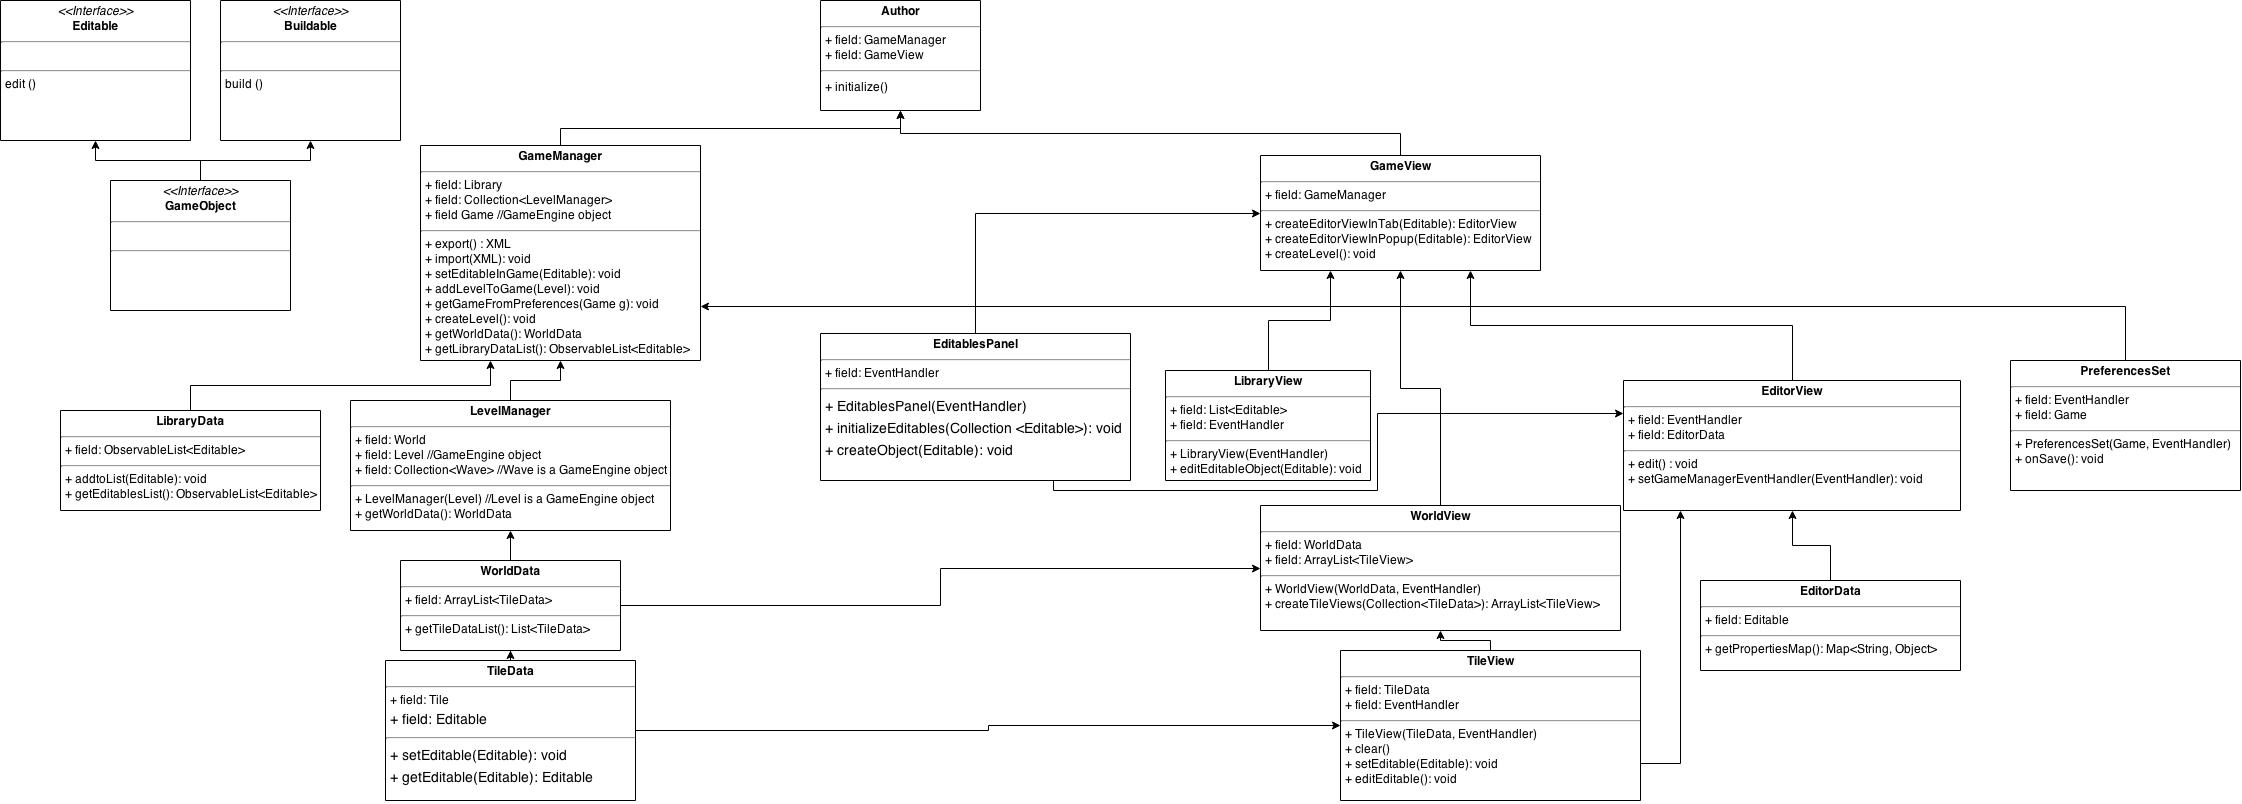 <<Interface>>
Editable
edit ()
<<Interface>>
Buildable
build ()
Author
+ field: GameManager
+ field: GameView
+ initialize()
<<Interface>>
GameObject
GameManager
+ field: Library
+ field: Collection<LevelManager>
+ field Game //GameEngine object
+ export() : XML
+ import(XML): void
+ setEditableInGame(Editable): void
+ addLevelToGame(Level): void
+ getGameFromPreferences(Game g): void
+ createLevel(): void
+ getWorldData(): WorldData
+ getLibraryDataList(): ObservableList<Editable>
GameView
+ field: GameManager
+ createEditorViewInTab(Editable): EditorView
+ createEditorViewInPopup(Editable): EditorView
+ createLevel(): void
LibraryData
+ field: ObservableList<Editable>
+ addtoList(Editable): void
+ getEditablesList(): ObservableList<Editable>
LevelManager
+ field: World
+ field: Level //GameEngine object
+ field: Collection<Wave> //Wave is a GameEngine object
+ LevelManager(Level) //Level is a GameEngine object
+ getWorldData(): WorldData
EditablesPanel
+ field: EventHandler
+ EditablesPanel(EventHandler)
+ initializeEditables(Collection <Editable>): void
+ createObject(Editable): void
LibraryView
+ field: List<Editable>
+ field: EventHandler
+ LibraryView(EventHandler)
+ editEditableObject(Editable): void
EditorView
+ field: EventHandler
+ field: EditorData
+ edit() : void
+ setGameManagerEventHandler(EventHandler): void
PreferencesSet
+ field: EventHandler
+ field: Game
+ PreferencesSet(Game, EventHandler)
+ onSave(): void
WorldData
+ field: ArrayList<TileData>
+ getTileDataList(): List<TileData>
WorldView
+ field: WorldData
+ field: ArrayList<TileView>
+ WorldView(WorldData, EventHandler)
+ createTileViews(Collection<TileData>): ArrayList<TileView>
EditorData
+ field: Editable
+ getPropertiesMap(): Map<String, Object>
TileData
+ field: Tile
+ field: Editable
+ setEditable(Editable): void
+ getEditable(Editable): Editable
TileView
+ field: TileData
+ field: EventHandler
+ TileView(TileData, EventHandler)
+ clear()
+ setEditable(Editable): void
+ editEditable(): void